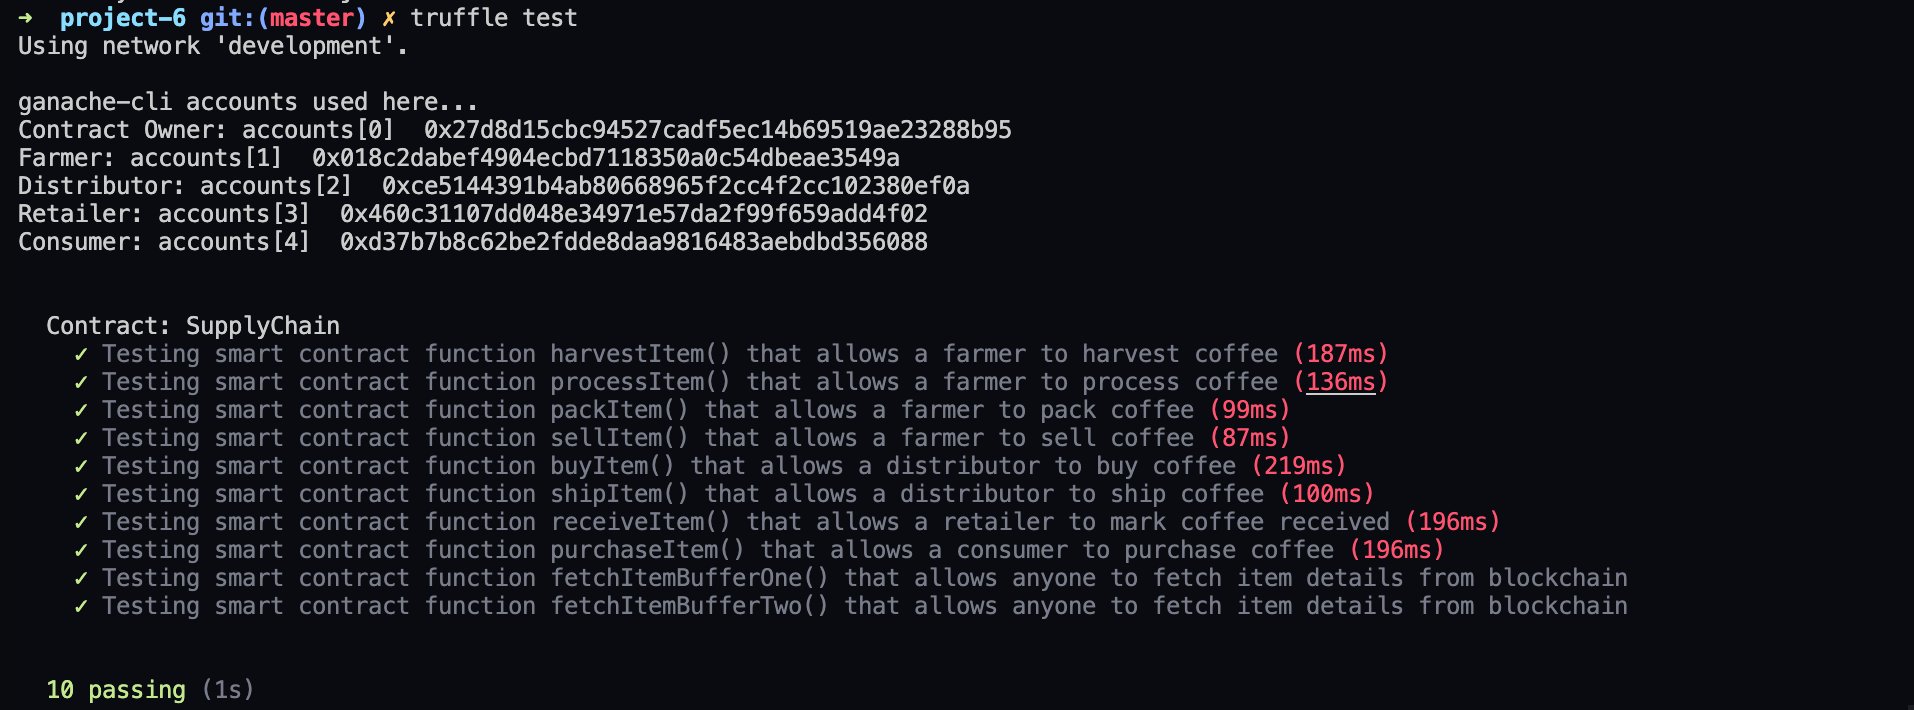 ➜  project-6 git:(master) ✗ truffle test
Using network 'development'.
ganache-cli accounts used here...
Contract Owner: accounts[0]  0x27d8d15cbc94527cadf5ec14b69519ae23288b95
Farmer: accounts[1]  0x018c2dabef4904ecbd7118350a0c54dbeae3549a
Distributor: accounts[2]  0xce5144391b4ab80668965f2cc4f2cc102380ef0a
Retailer: accounts[3]  0x460c31107dd048e34971e57da2f99f659add4f02
Consumer: accounts[4]  0xd37b7b8c62be2fdde8daa9816483aebdbd356088
Contract: SupplyChain
✓ Testing smart contract function harvestItem() that allows a farmer to harvest coffee (187ms)
✓ Testing smart contract function processItem() that allows a farmer to process coffee (136ms)
✓ Testing smart contract function packItem() that allows a farmer to pack coffee (99ms)
✓ Testing smart contract function sellItem() that allows a farmer to sell coffee (87ms)
✓ Testing smart contract function buyItem() that allows a distributor to buy coffee (219ms)
✓ Testing smart contract function shipItem() that allows a distributor to ship coffee (100ms)
✓ Testing smart contract function receiveItem() that allows a retailer to mark coffee received (196ms)
✓ Testing smart contract function purchaseItem() that allows a consumer to purchase coffee (196ms)
✓ Testing smart contract function fetchItemBufferOne() that allows anyone to fetch item details from blockchain
✓ Testing smart contract function fetchItemBufferTwo() that allows anyone to fetch item details from blockchain
10 passing (1s)